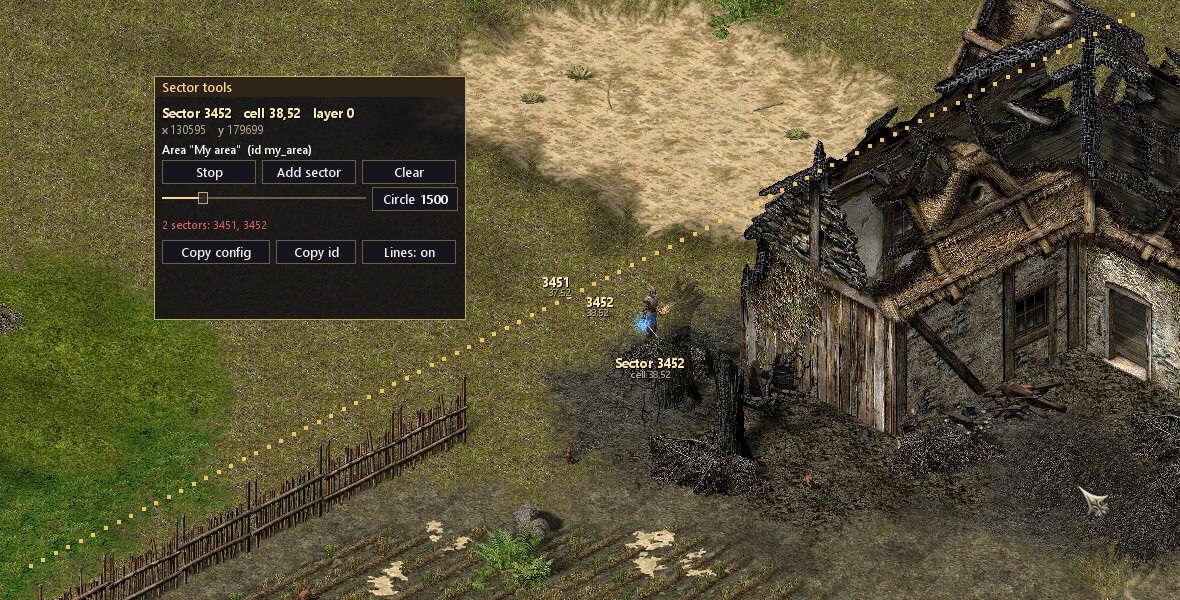 Sector tools
Sector 3452 cell 38,52 layer 0
x 130595 y 179699
Area "My area" (id my_area)
Stop Add sector Clear
Circle 1500
2 sectors: 3451, 3452
Copy config Copy id Lines: on
3451
37,52
3452
38,52
Sector 3452
cell 38,52